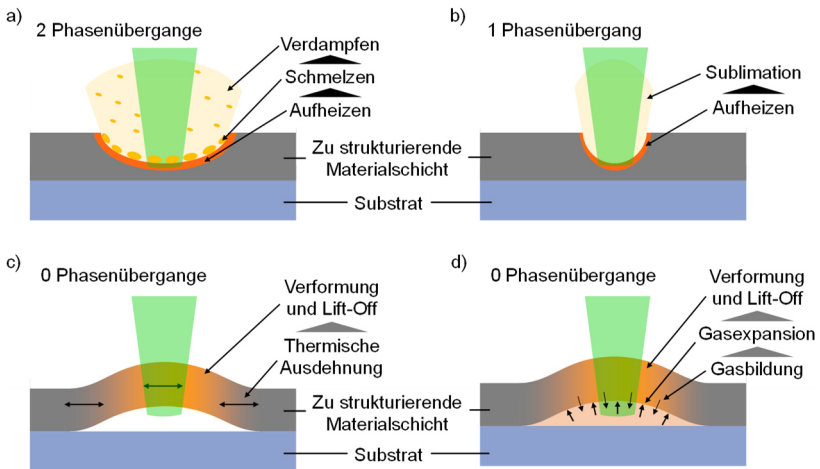 a)
2 Phasenübergange
Verdampfen
Schmelzen
Aufheizen
b)
1 Phasenübergang
Sublimation
Aufheizen
Zu strukturierende
Materialschicht
Substrat
c)
0 Phasenübergange
Verformung
und Lift-Off
Thermische
Ausdehnung
d)
0 Phasenübergange
Verformung
und Lift-Off
Gasexpansion
Gasbildung
Zu strukturierende
Materialschicht
Substrat